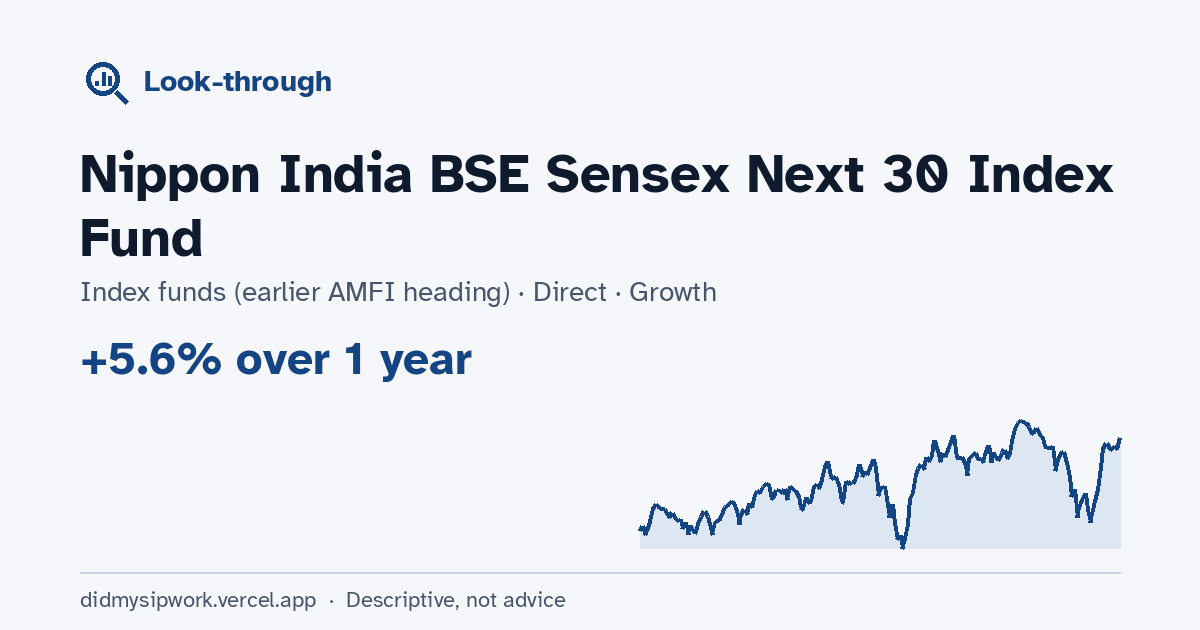 Look-through
Nippon India BSE Sensex Next 30 Index
Fund
Index funds (earlier AMFI heading) · Direct · Growth
+5.6% over 1 year
didmysipwork.vercel.app · Descriptive, not advice